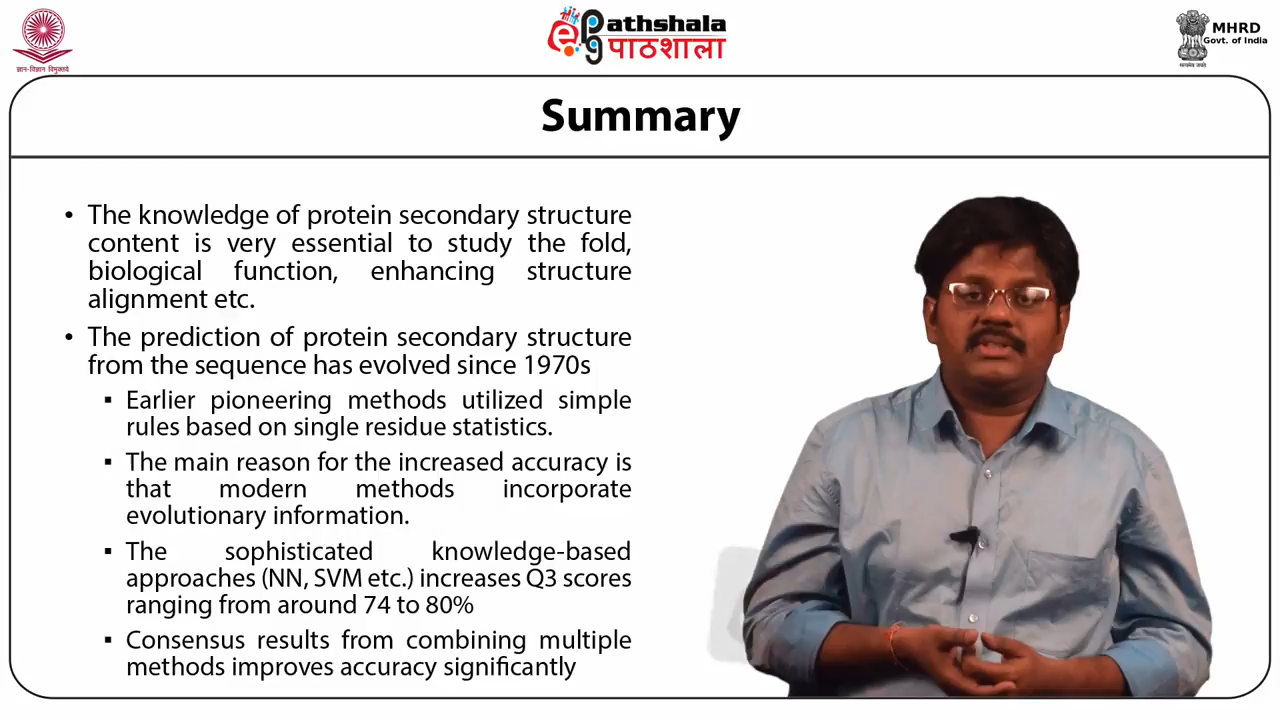 ज्ञान-विज्ञान विमुक्तये
ePathshala
पाठशाला
MHRD
Govt. of India
सत्यमेव जयते
Summary
• The knowledge of protein secondary structure
content is very essential to study the fold,
biological function, enhancing structure
alignment etc.
• The prediction of protein secondary structure
from the sequence has evolved since 1970s
▪ Earlier pioneering methods utilized simple
rules based on single residue statistics.
▪ The main reason for the increased accuracy is
that modern methods incorporate
evolutionary information.
▪ The sophisticated knowledge-based
approaches (NN, SVM etc.) increases Q3 scores
ranging from around 74 to 80%
▪ Consensus results from combining multiple
methods improves accuracy significantly